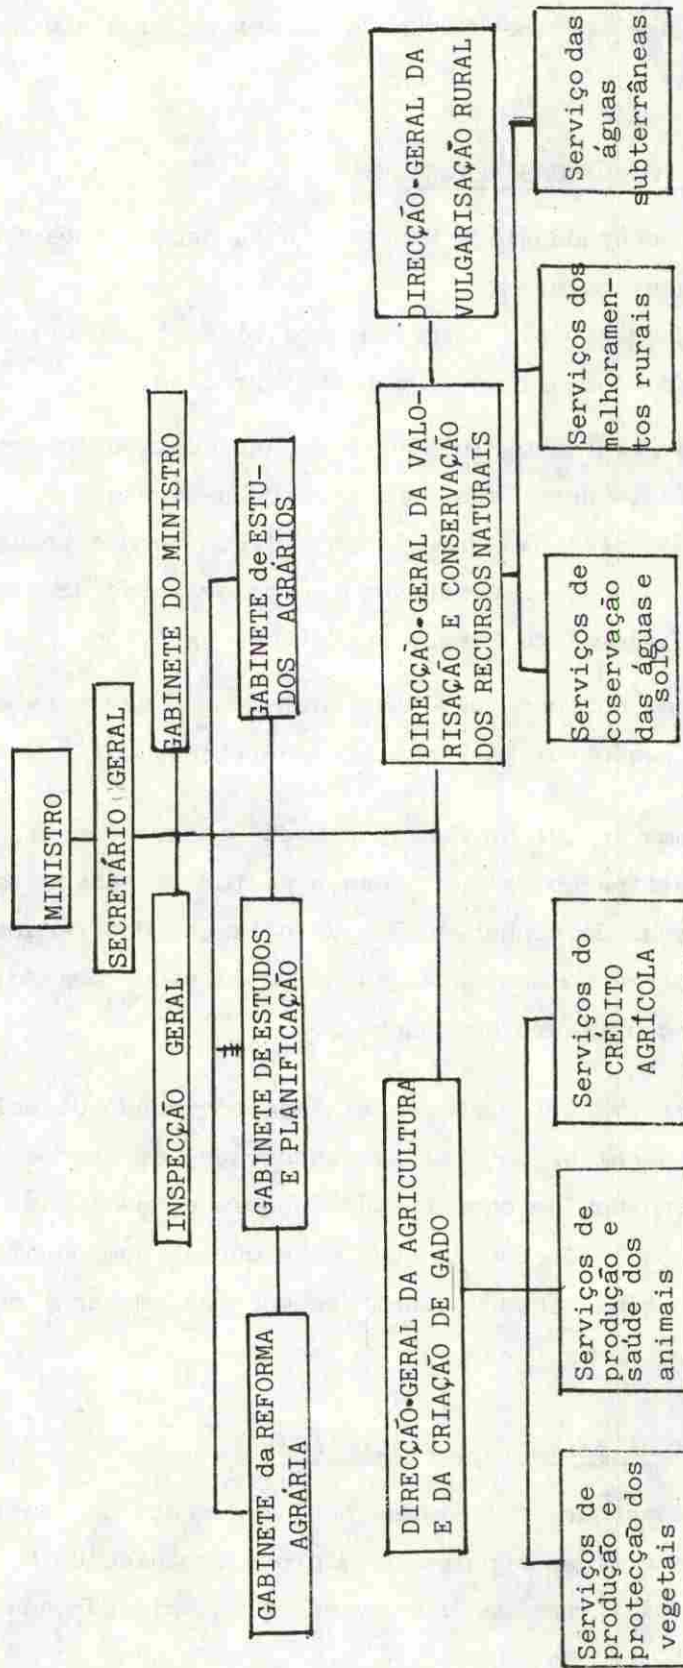 MINISTRO
SECRETÁRIO GERAL
INSPECÇÃO GERAL
GABINETE DO MINISTRO
GABINETE da REFORMA
AGRÁRIA
GABINETE DE ESTUDOS
E PLANIFICAÇÃO
GABINETE de ESTU-
DOS AGRÁRIOS
DIRECÇÃO-GERAL DA AGRICULTURA
E DA CRIAÇÃO DE GADO
DIRECÇÃO-GERAL DA VALO-
RISAÇÃO E CONSERVAÇÃO
DOS RECURSOS NATURAIS
DIRECÇÃO-GERAL DA
VULGARISAÇÃO RURAL
Serviços de
produção e
protecção dos
vegetais
Serviços de
produção e
saúde dos
animais
Serviços do
CRÉDITO
AGRÍCOLA
Serviços de
coservação
das águas e
solo
Serviços dos
melhoramen-
tos rurais
Serviço das
águas
subterrâneas